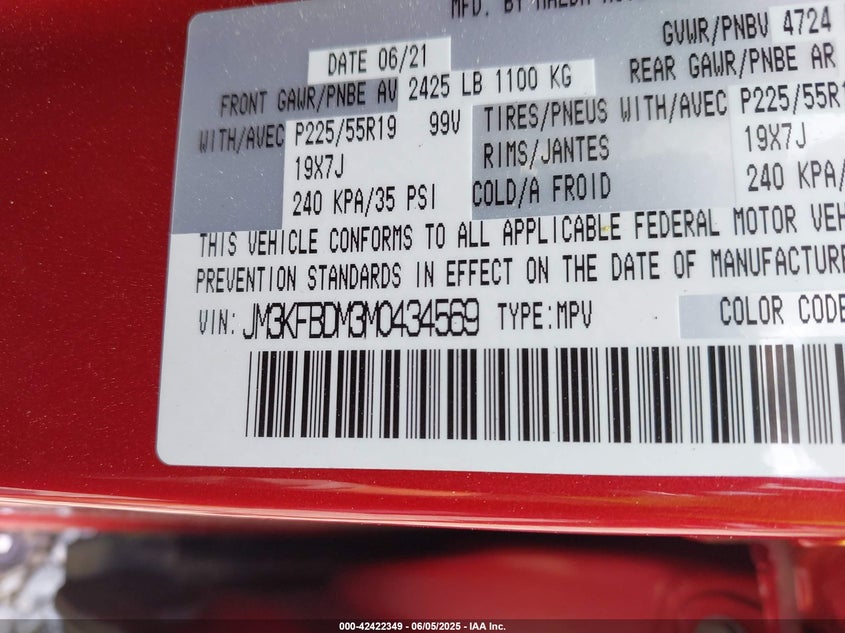 MFD. BY MAZDA
GVWR/PNBV 4724
DATE 06/21
REAR GAWR/PNBE AR
FRONT GAWR/PNBE AV 2425 LB 1100 KG
WITH/AVEC P225/55R19 99V TIRES/PNEUS WITH/AVEC P225/55R1
19X7J RIMS/JANTES 19X7J
240 KPA/35 PSI COLD/A FROID 240 KPA/
THIS VEHICLE CONFORMS TO ALL APPLICABLE FEDERAL MOTOR VEH
PREVENTION STANDARDS IN EFFECT ON THE DATE OF MANUFACTURE
VIN: JM3KFBDM3M0434569 TYPE:MPV COLOR CODE
000-42422349 - 06/05/2025 - IAA Inc.